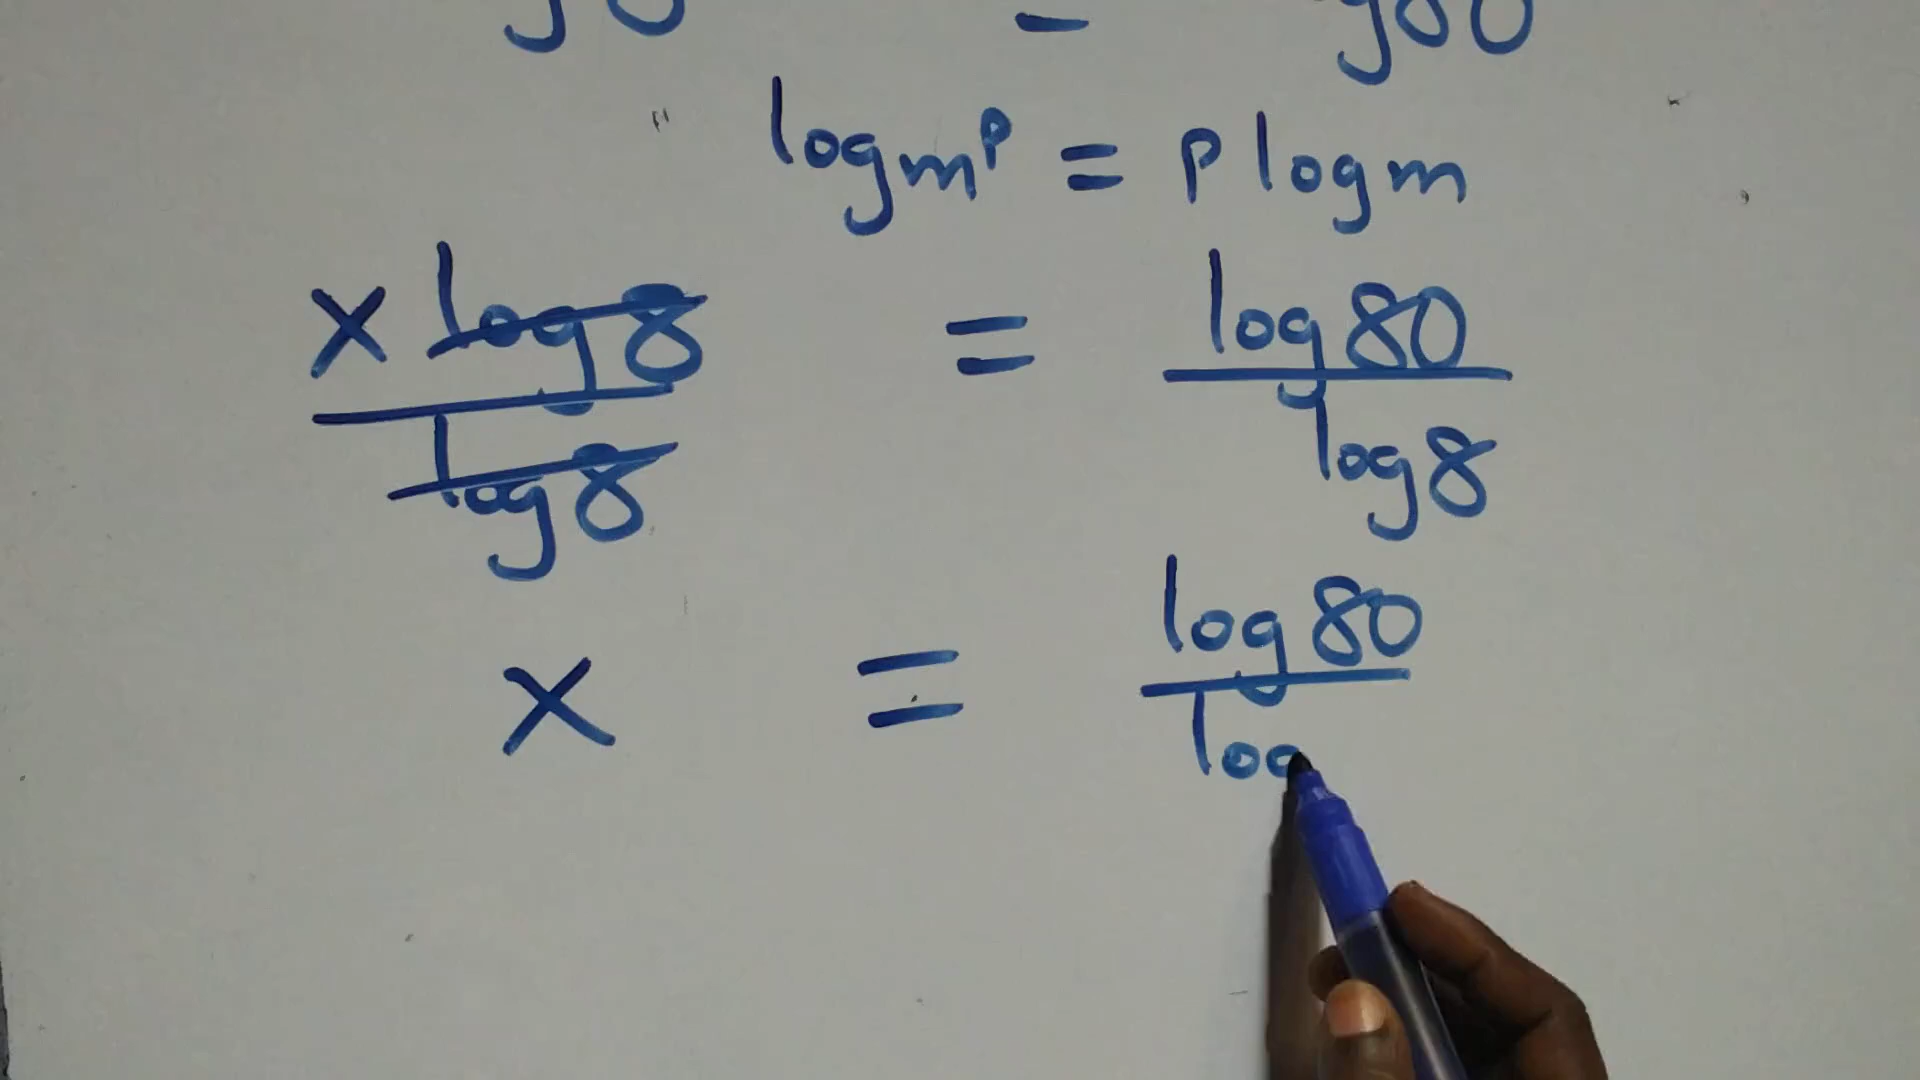 log m^p = p log m
x log 8 / log 8 = log 80 / log 8
x = log 80 / log